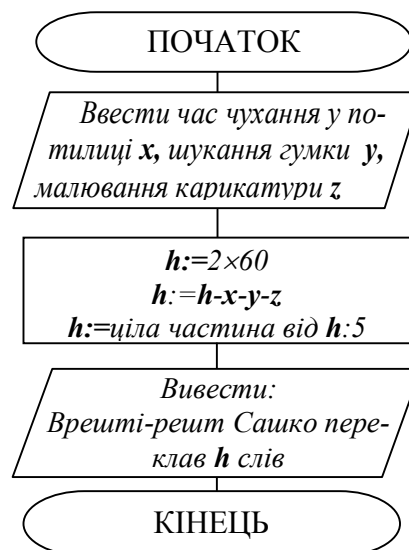 ПОЧАТОК
Ввести час чухання у по-
тилиці x, шукання гумки y,
малювання карикатури z
h:=2×60
h:=h-x-y-z
h:=ціла частина від h:5
Вивести:
Врешті-решт Сашко пере-
клав h слів
КІНЕЦЬ